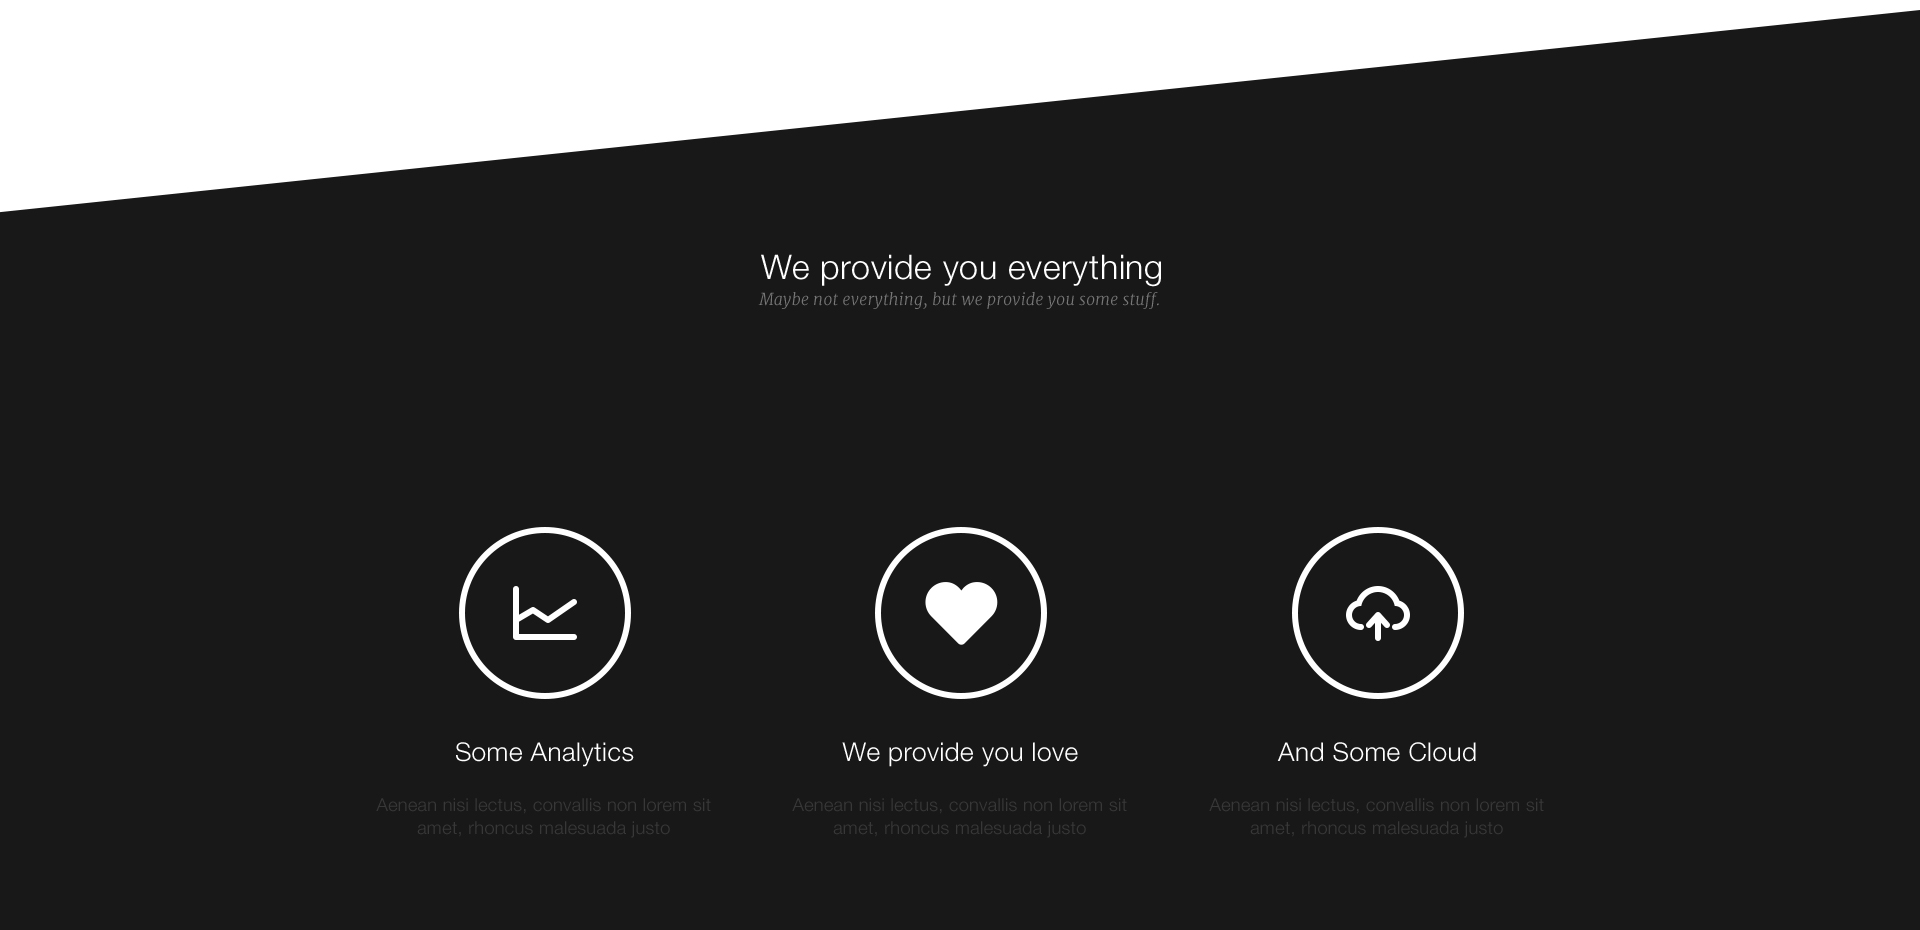 We provide you everything
Maybe not everything, but we provide you some stuff.
Some Analytics
Aenean nisi lectus, convallis non lorem sit
amet, rhoncus malesuada justo
We provide you love
Aenean nisi lectus, convallis non lorem sit
amet, rhoncus malesuada justo
And Some Cloud
Aenean nisi lectus, convallis non lorem sit
amet, rhoncus malesuada justo